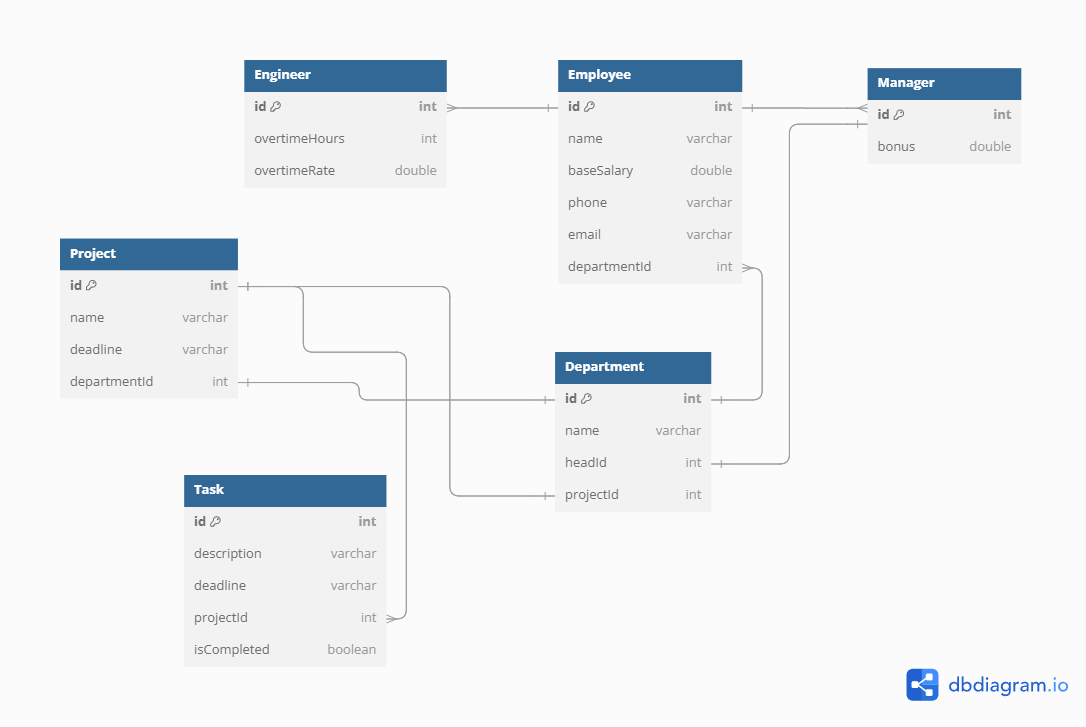 Engineer
id int
overtimeHours int
overtimeRate double
Employee
id int
name varchar
baseSalary double
phone varchar
email varchar
departmentId int
Manager
id int
bonus double
Project
id int
name varchar
deadline varchar
departmentId int
Department
id int
name varchar
headId int
projectId int
Task
id int
description varchar
deadline varchar
projectId int
isCompleted boolean
dbdiagram.io